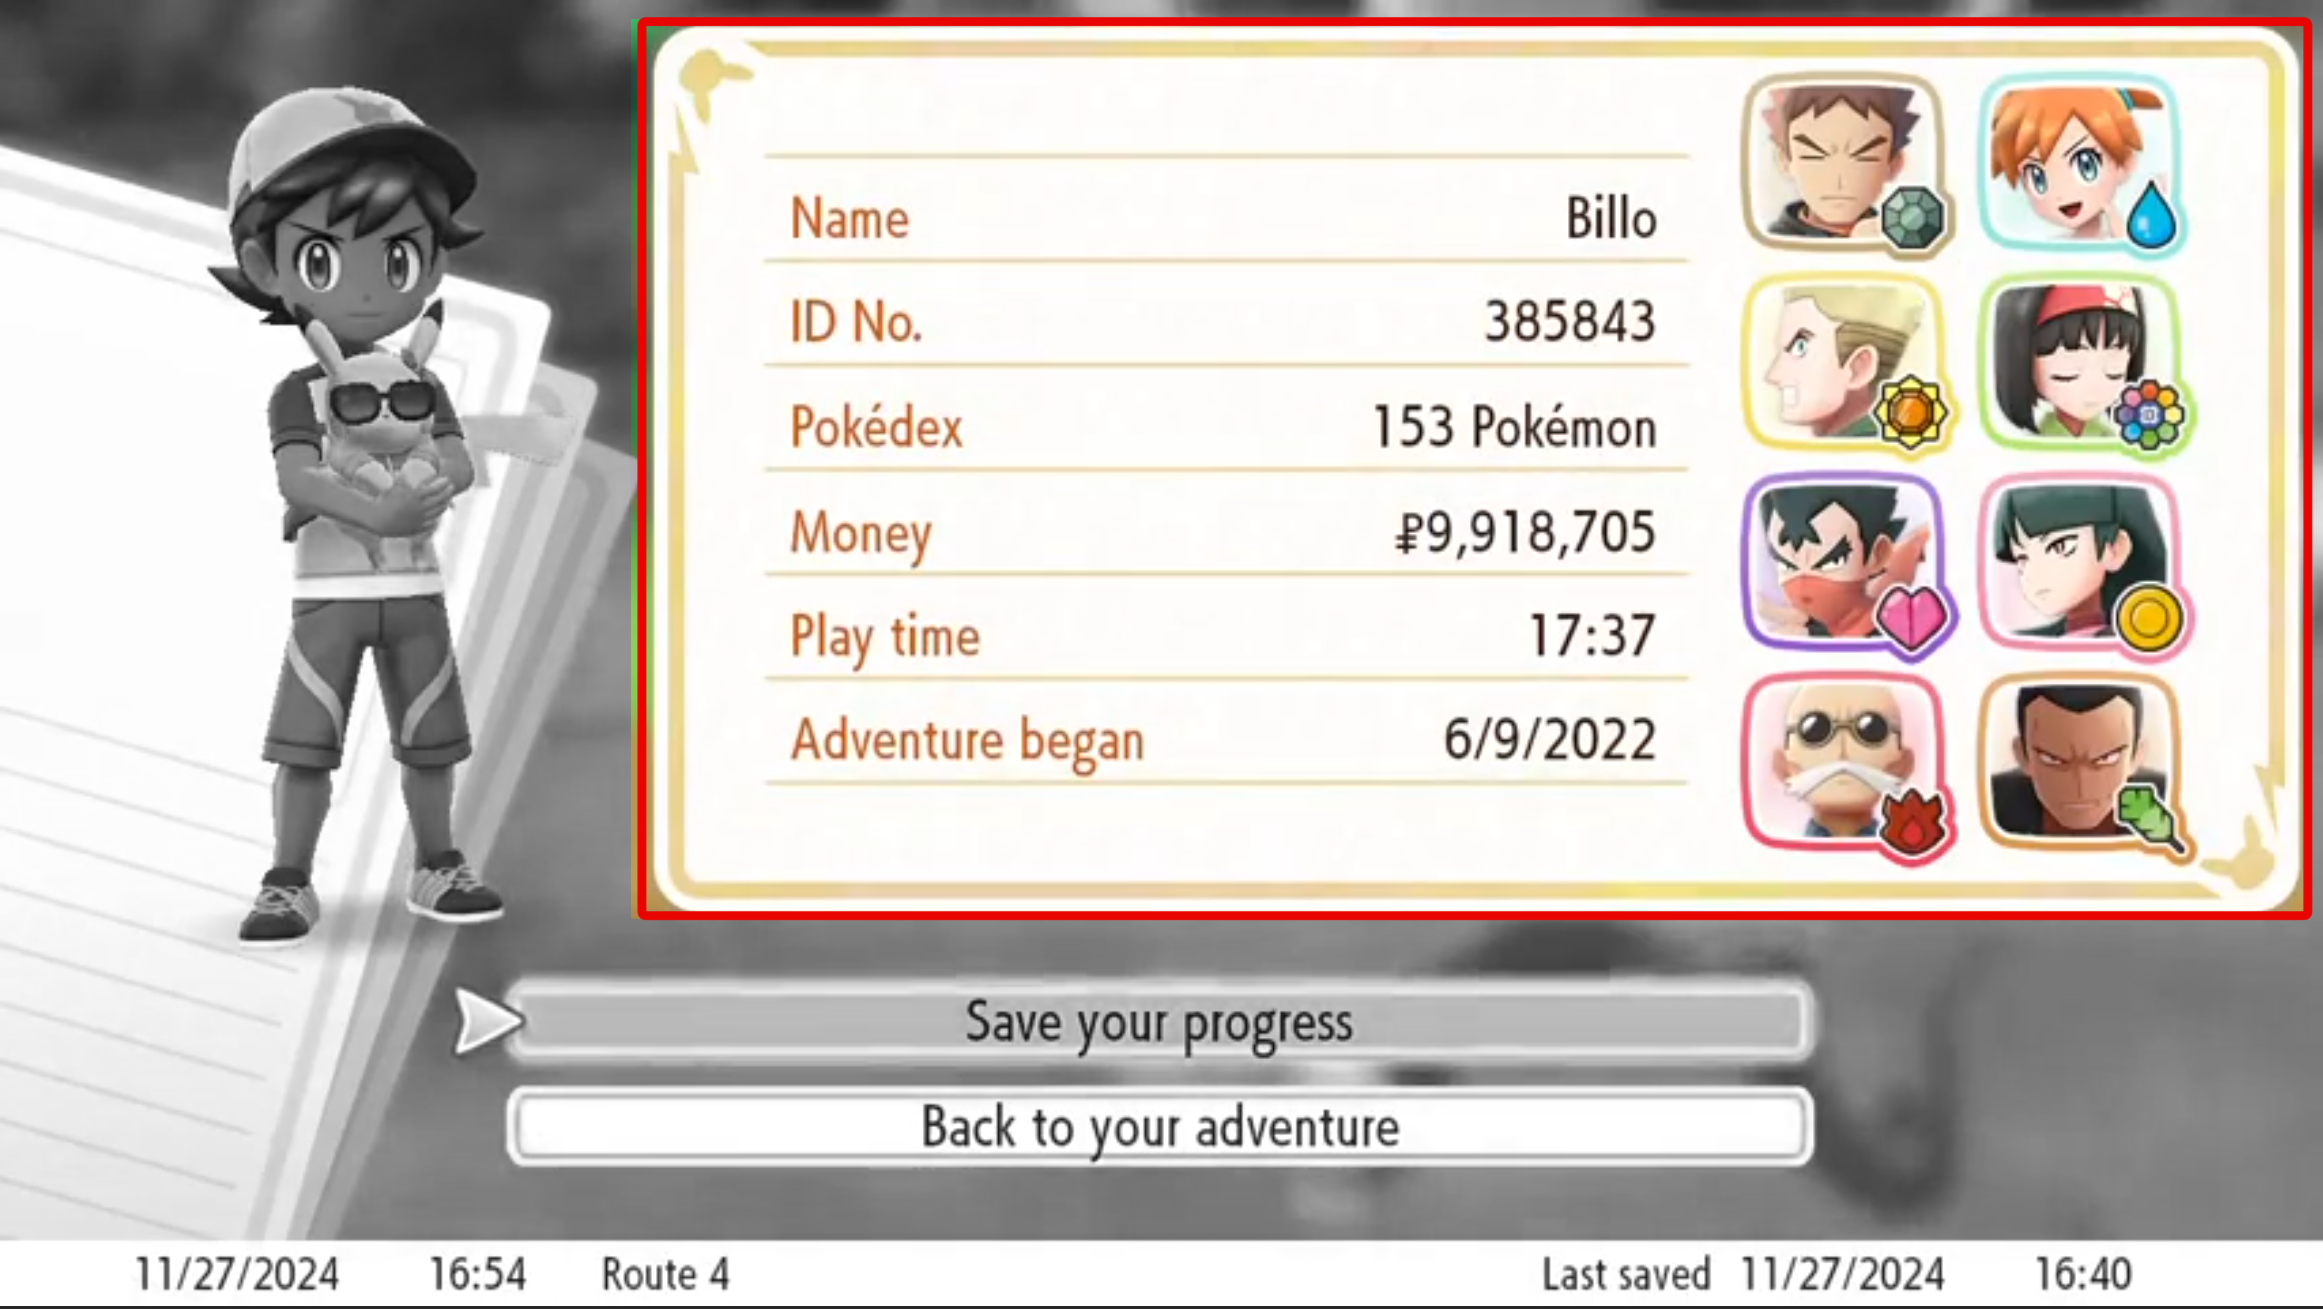 Name Billo
ID No. 385843
Pokédex 153 Pokémon
Money ₽9,918,705
Play time 17:37
Adventure began 6/9/2022
Save your progress
Back to your adventure
11/27/2024 16:54 Route 4 Last saved 11/27/2024 16:40